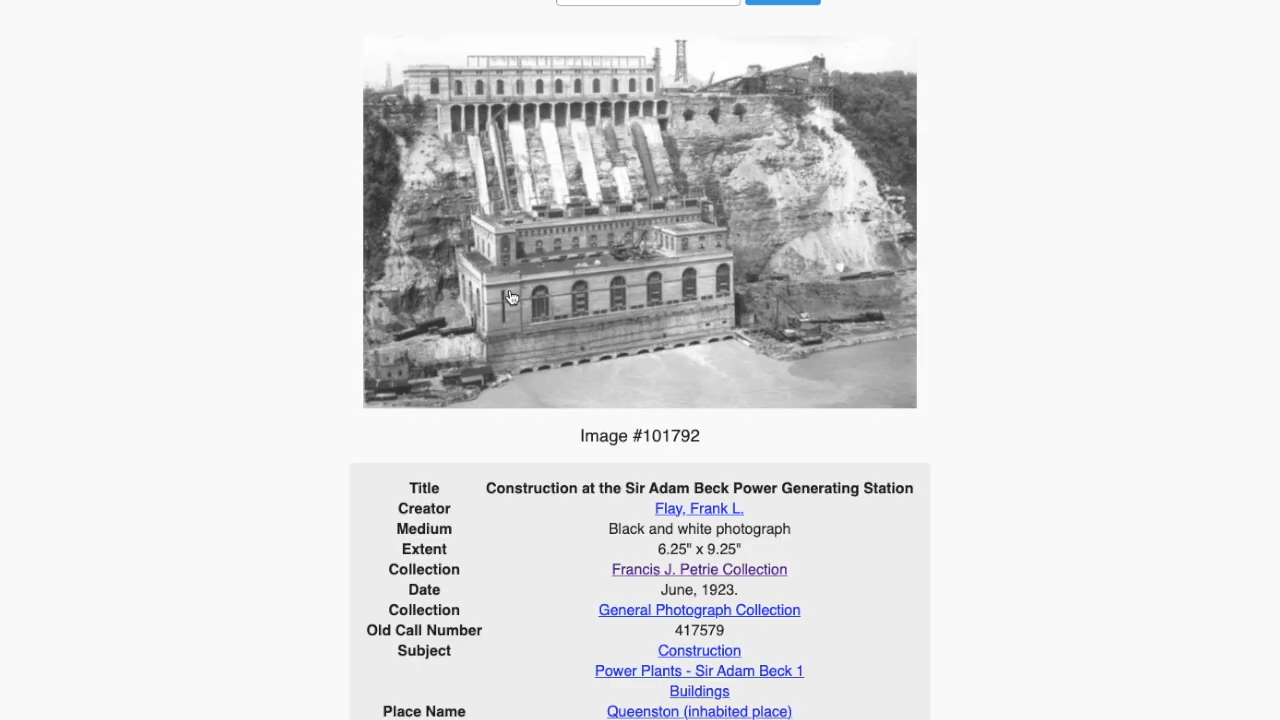 Image #101792
Title Construction at the Sir Adam Beck Power Generating Station
Creator Flay, Frank L.
Medium Black and white photograph
Extent 6.25" x 9.25"
Collection Francis J. Petrie Collection
Date June, 1923.
Collection General Photograph Collection
Old Call Number 417579
Subject Construction
Power Plants - Sir Adam Beck 1
Buildings
Place Name Queenston (inhabited place)